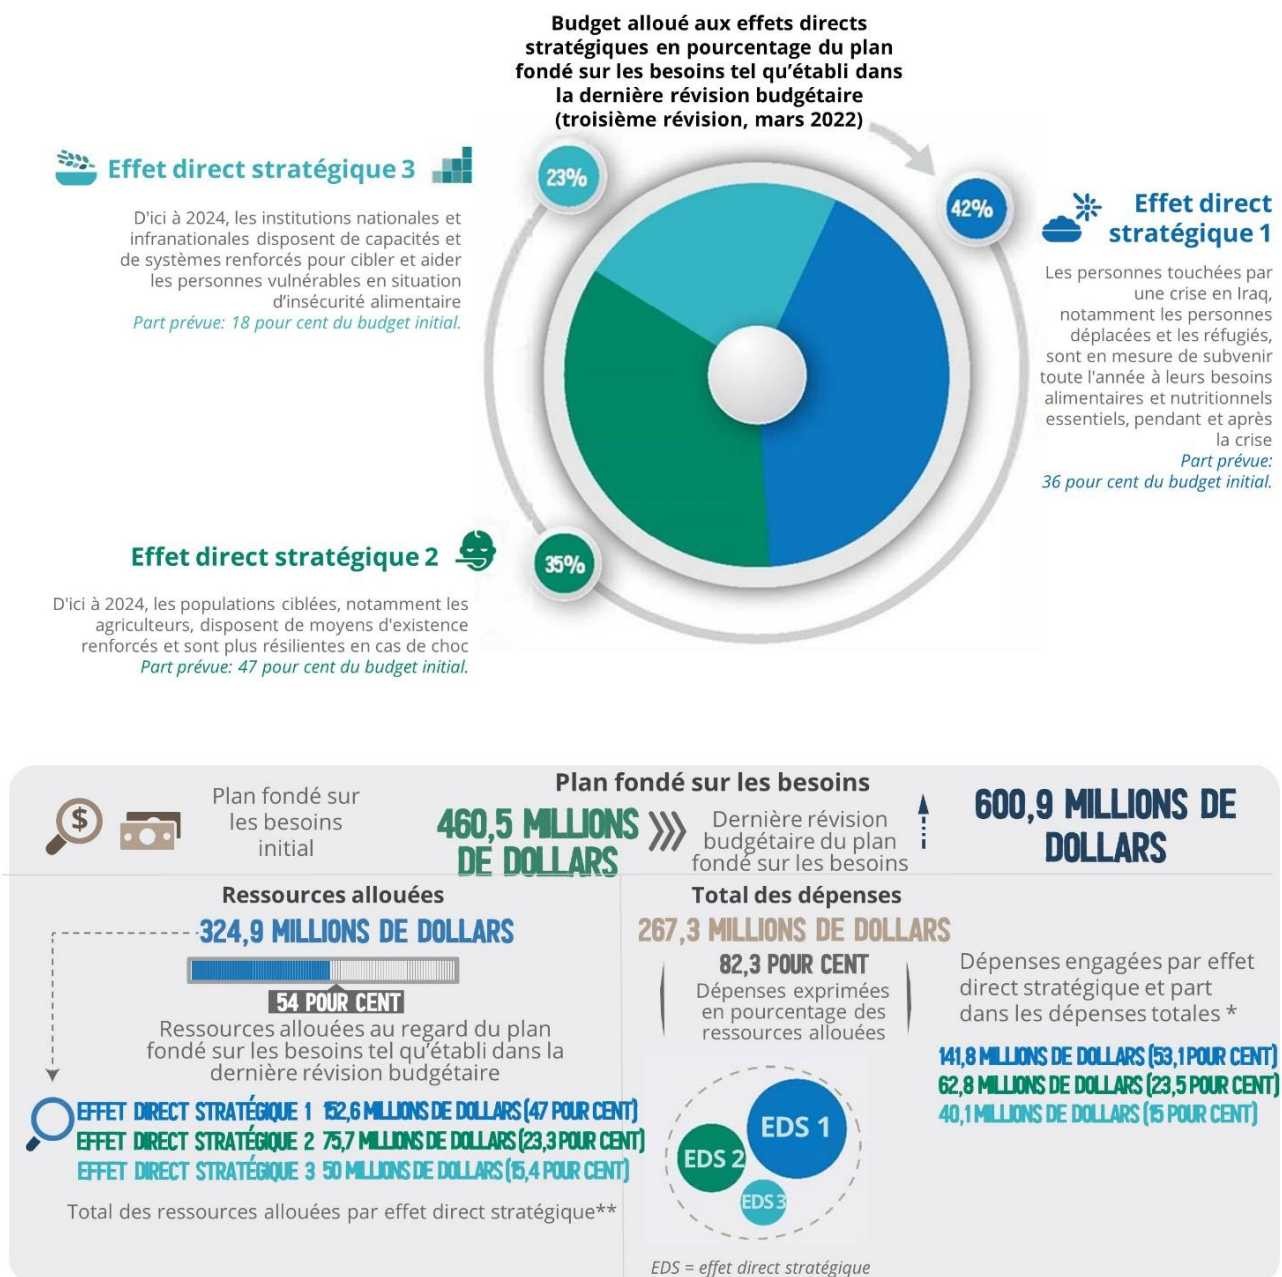 Budget alloué aux effets directs
stratégiques en pourcentage du plan
fondé sur les besoins tel qu'établi dans
la dernière révision budgétaire
(troisième révision, mars 2022)
Effet direct stratégique 3
D'ici à 2024, les institutions nationales et
infranationales disposent de capacités et
de systèmes renforcés pour cibler et aider
les personnes vulnérables en situation
d'insécurité alimentaire
Part prévue: 18 pour cent du budget initial.
23%
42%
Effet direct
stratégique 1
Les personnes touchées par
une crise en Iraq,
notamment les personnes
déplacées et les réfugiés,
sont en mesure de subvenir
toute l'année à leurs besoins
alimentaires et nutritionnels
essentiels, pendant et après
la crise
Part prévue:
36 pour cent du budget initial.
Effet direct stratégique 2
35%
D'ici à 2024, les populations ciblées, notamment les
agriculteurs, disposent de moyens d'existence
renforcés et sont plus résilientes en cas de choc
Part prévue: 47 pour cent du budget initial.
Plan fondé sur les besoins
$
Plan fondé sur
les besoins
initial
460,5 MILLIONS
DE DOLLARS
Dernière révision
budgétaire du plan
fondé sur les besoins
600,9 MILLIONS DE
DOLLARS
Ressources allouées
324,9 MILLIONS DE DOLLARS
54 POUR CENT
Ressources allouées au regard du plan
fondé sur les besoins tel qu'établi dans la
dernière révision budgétaire
EFFET DIRECT STRATÉGIQUE 1 152,6 MILLIONS DE DOLLARS (47 POUR CENT)
EFFET DIRECT STRATÉGIQUE 2 75,7 MILLIONS DE DOLLARS (23,3 POUR CENT)
EFFET DIRECT STRATÉGIQUE 3 50 MILLIONS DE DOLLARS (15,4 POUR CENT)
Total des ressources allouées par effet direct stratégique**
Total des dépenses
267,3 MILLIONS DE DOLLARS
82,3 POUR CENT
Dépenses exprimées
en pourcentage des
ressources allouées
EDS 1
EDS 2
EDS 3
EDS = effet direct stratégique
Dépenses engagées par effet
direct stratégique et part
dans les dépenses totales *
141,8 MILLIONS DE DOLLARS (53,1 POUR CENT)
62,8 MILLIONS DE DOLLARS (23,5 POUR CENT)
40,1 MILLIONS DE DOLLARS (15 POUR CENT)